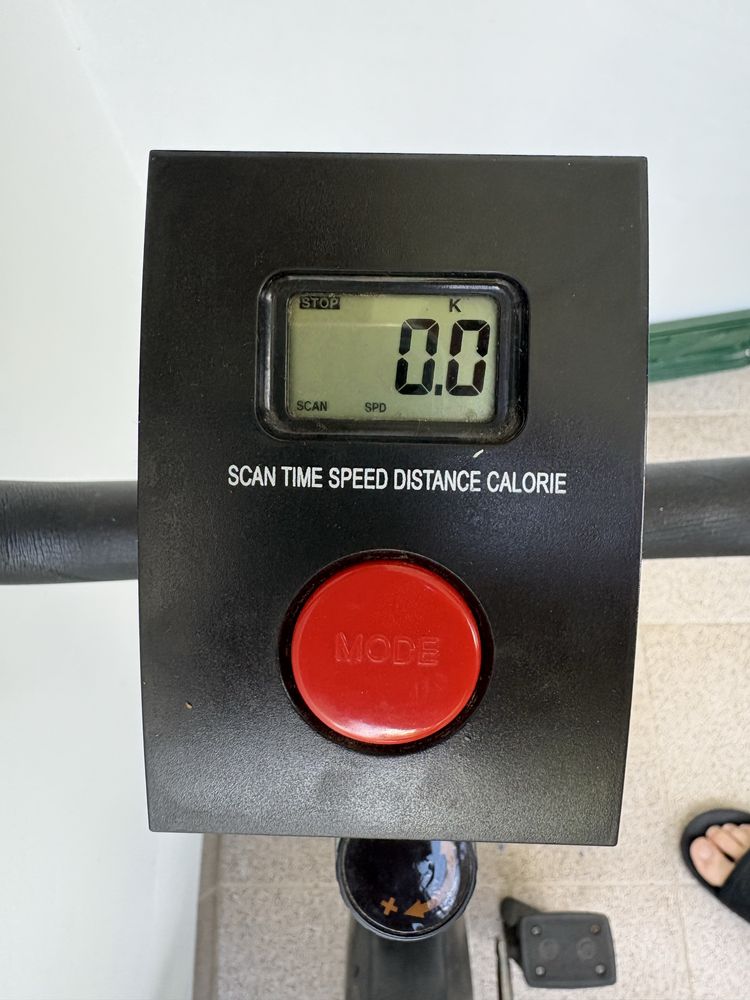 STOP K
0.0
SCAN SPD
SCAN TIME SPEED DISTANCE CALORIE
MODE
+